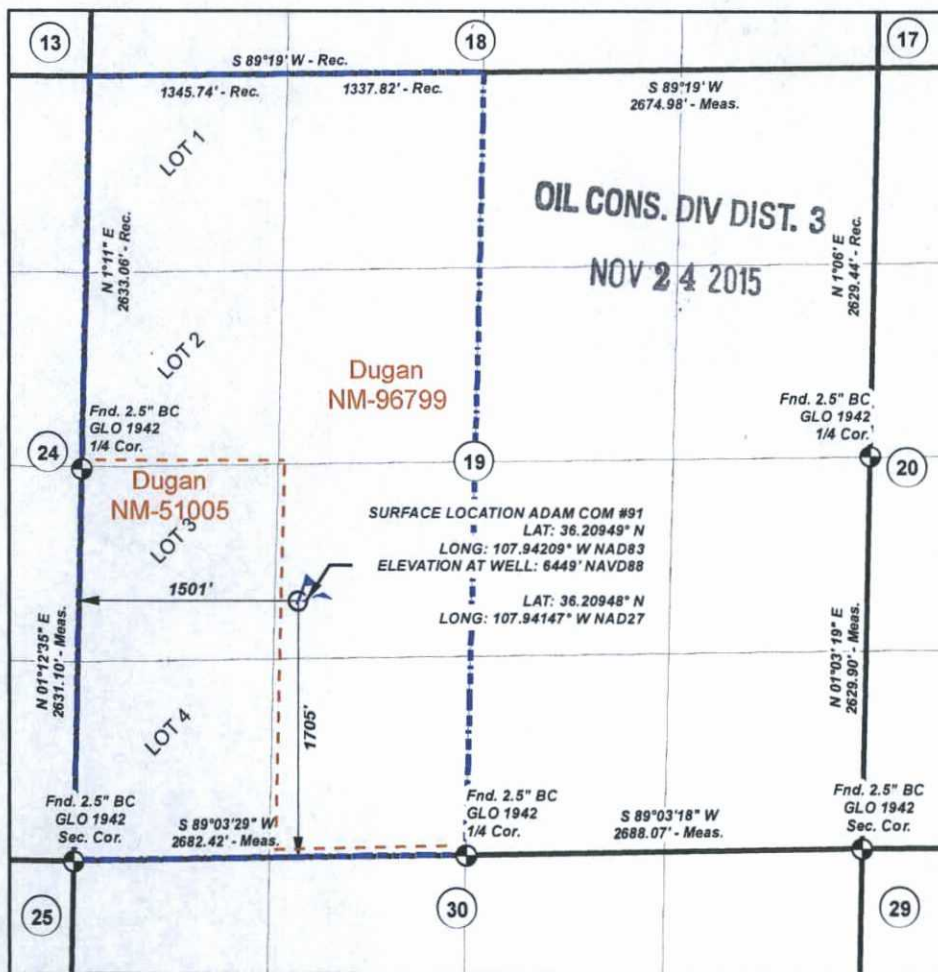 13
18
17
S 89°19' W - Rec.
1345.74' - Rec.
1337.82' - Rec.
S 89°19' W
2674.98' - Meas.
LOT 1
OIL CONS. DIV DIST. 3
NOV 24 2015
N 1°11" E
2633.06' - Rec.
N 1°06' E
2629.44' - Rec.
LOT 2
Dugan
NM-96799
Fnd. 2.5" BC
GLO 1942
1/4 Cor.
Fnd. 2.5" BC
GLO 1942
1/4 Cor.
24
19
20
Dugan
NM-51005
LOT 3
SURFACE LOCATION ADAM COM #91
LAT: 36.20949° N
LONG: 107.94209° W NAD83
ELEVATION AT WELL: 6449' NAVD88
LAT: 36.20948° N
LONG: 107.94147° W NAD27
1501'
N 01°12'35" E
2631.10' - Meas.
N 01°03'19" E
2629.90' - Meas.
LOT 4
1705'
Fnd. 2.5" BC
GLO 1942
Sec. Cor.
S 89°03'29" W
2682.42' - Meas.
Fnd. 2.5" BC
GLO 1942
1/4 Cor.
S 89°03'18" W
2688.07' - Meas.
Fnd. 2.5" BC
GLO 1942
Sec. Cor.
25
30
29